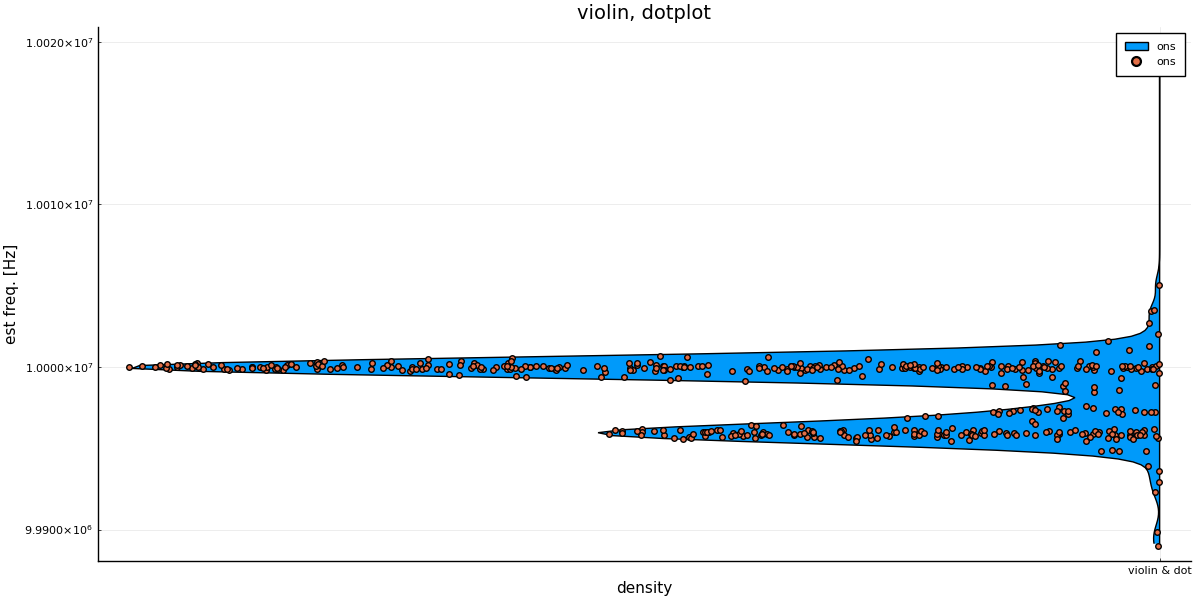 violin, dotplot
ons
ons
1.0020×10⁷
1.0010×10⁷
1.0000×10⁷
9.9900×10⁶
est freq. [Hz]
violin & dot
density